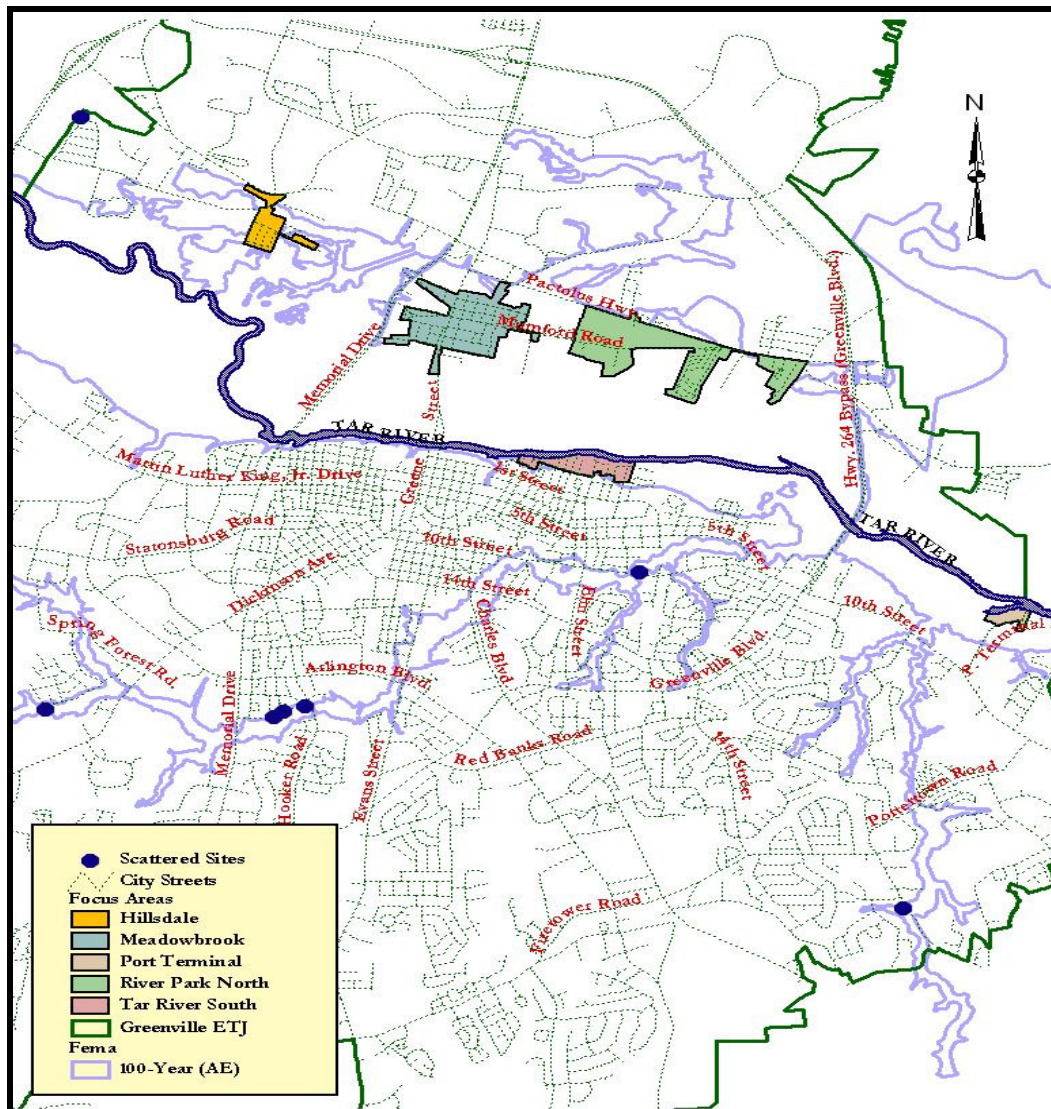 N
Pactolus Hwy.
Mumford Road
Hwy. 264 Bypass (Greenville Blvd.)
Memorial Drive
Greene Street
TAR RIVER
Martin Luther King, Jr. Drive
1st Street
5th Street
5th Street
TAR RIVER
Statonsburg Road
10th Street
Dickinson Ave.
14th Street
Charles Blvd.
Elm Street
10th Street
Greenville Blvd.
P. Terminal
Spring Forest Rd.
Arlington Blvd.
Memorial Drive
Hooker Road
Evans Street
Red Banks Road
14th Street
Portertown Road
Firetower Road
Scattered Sites
City Streets
Focus Areas
Hillsdale
Meadowbrook
Port Terminal
River Park North
Tar River South
Greenville ETJ
Fema
100-Year (AE)